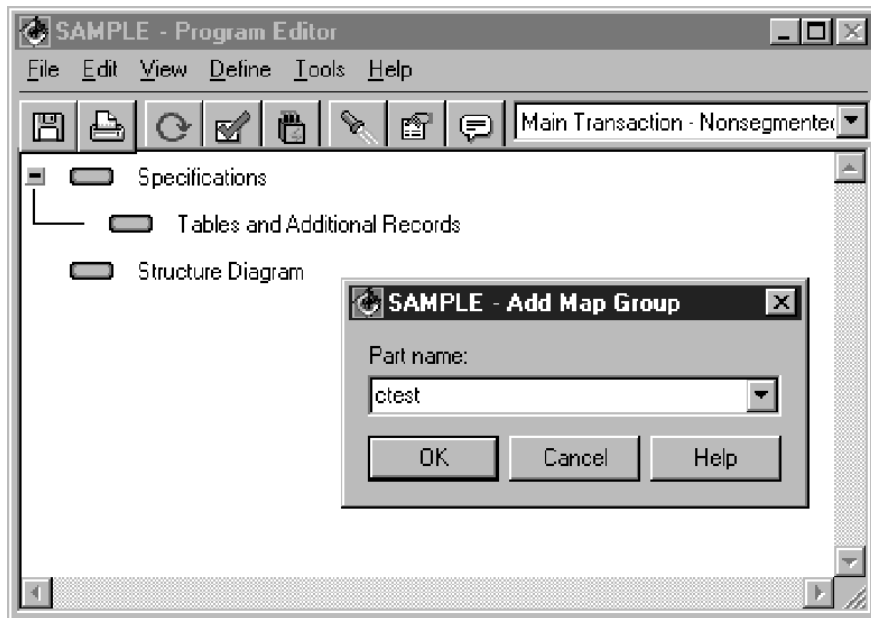 SAMPLE - Program Editor
File Edit View Define Tools Help
Main Transaction - Nonsegmente
Specifications
Tables and Additional Records
Structure Diagram
SAMPLE - Add Map Group
Part name:
ctest
OK Cancel Help